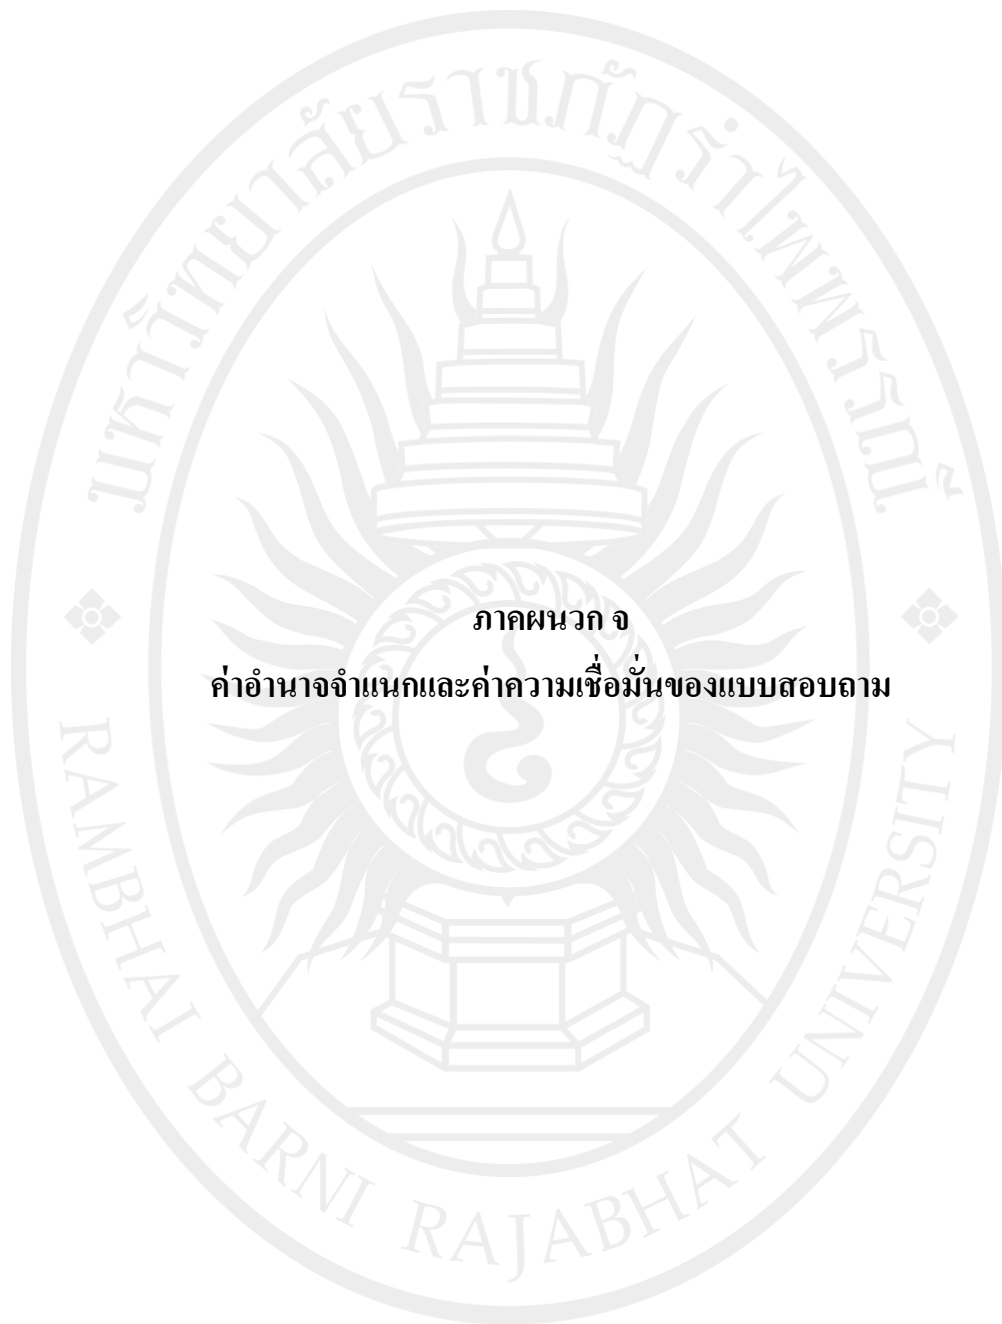 มหาวิทยาลัยราชภัฏรำไพพรรณี
ภาคผนวก จ
ค่าอำนาจจำแนกและค่าความเชื่อมั่นของแบบสอบถาม
RAMBHAI BARNI RAJABHAT UNIVERSITY